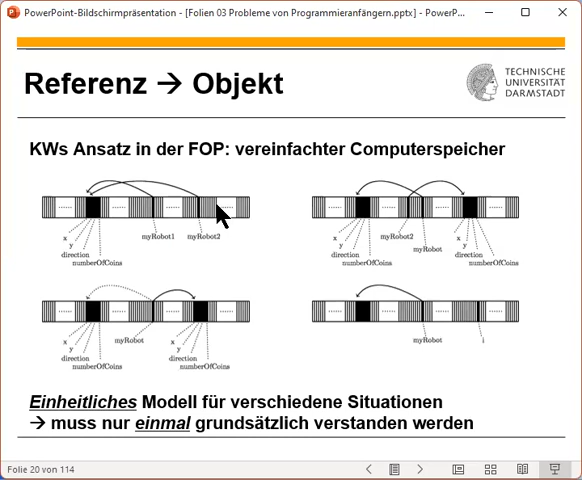 PowerPoint-Bildschirmpräsentation - [Folien 03 Probleme von Programmieranfängern.pptx] - PowerP...
Referenz → Objekt
TECHNISCHE
UNIVERSITÄT
DARMSTADT
KWs Ansatz in der FOP: vereinfachter Computerspeicher
x
y
direction
numberOfCoins
myRobot1
myRobot2
x
y
direction
numberOfCoins
myRobot2
myRobot
x
y
direction
numberOfCoins
x
y
direction
numberOfCoins
myRobot
x
y
direction
numberOfCoins
myRobot
i
Einheitliches Modell für verschiedene Situationen
→ muss nur einmal grundsätzlich verstanden werden
Folie 20 von 114